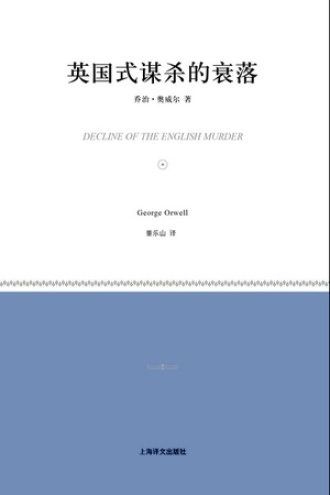 英国式谋杀的衰落
乔治·奥威尔 著
DECLINE OF THE ENGLISH MURDER
George Orwell
董乐山 译
上海译文出版社